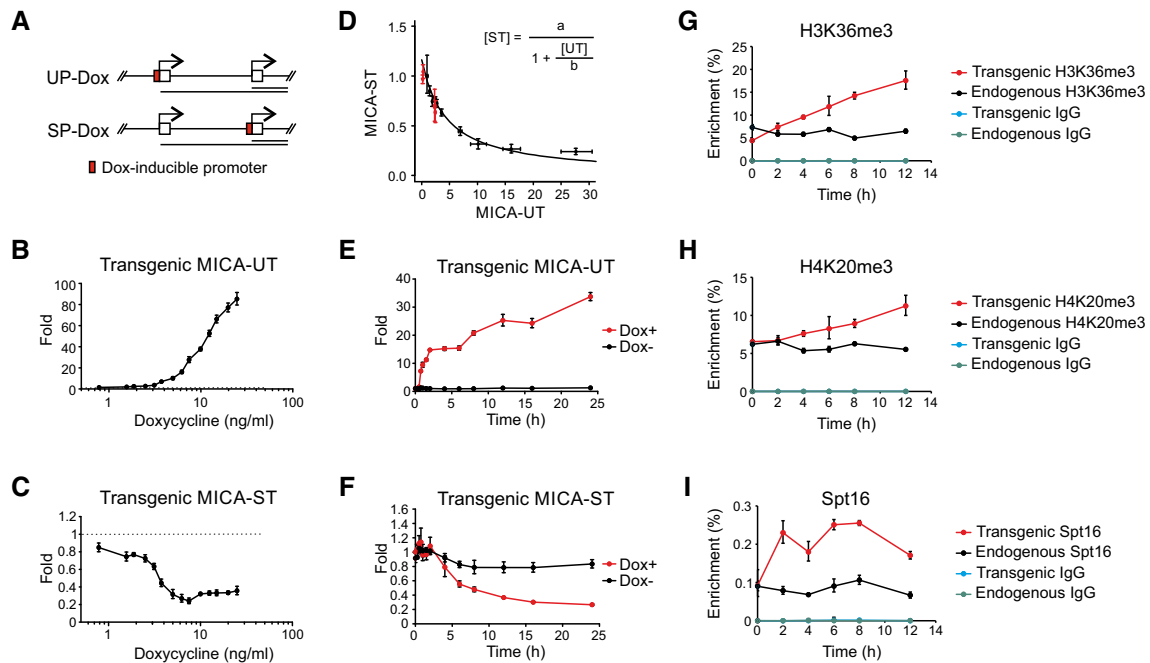 A
UP-Dox
SP-Dox
Dox-inducible promoter
B
Transgenic MICA-UT
Fold
100
80
60
40
20
0
1
10
100
Doxycycline (ng/ml)
C
Transgenic MICA-ST
Fold
1.2
1
0.8
0.6
0.4
0.2
0
1
10
100
Doxycycline (ng/ml)
D
MICA-ST
1.5
1.0
0.5
0.0
0 5 10 15 20 25 30
MICA-UT
[ST] =
a
1 +
[UT]
b
E
Transgenic MICA-UT
Fold
40
30
20
10
0
0 5 10 15 20 25
Time (h)
Dox+
Dox-
F
Transgenic MICA-ST
Fold
1.6
1.4
1.2
1.0
0.8
0.6
0.4
0.2
0
0 5 10 15 20 25
Time (h)
Dox+
Dox-
G
H3K36me3
Enrichment (%)
25
20
15
10
5
0
0 2 4 6 8 10 12 14
Time (h)
Transgenic H3K36me3
Endogenous H3K36me3
Transgenic IgG
Endogenous IgG
H
H4K20me3
Enrichment (%)
15
10
5
0
0 2 4 6 8 10 12 14
Time (h)
Transgenic H4K20me3
Endogenous H4K20me3
Transgenic IgG
Endogenous IgG
I
Spt16
Enrichment (%)
0.3
0.2
0.1
0
0 2 4 6 8 10 12 14
Time (h)
Transgenic Spt16
Endogenous Spt16
Transgenic IgG
Endogenous IgG